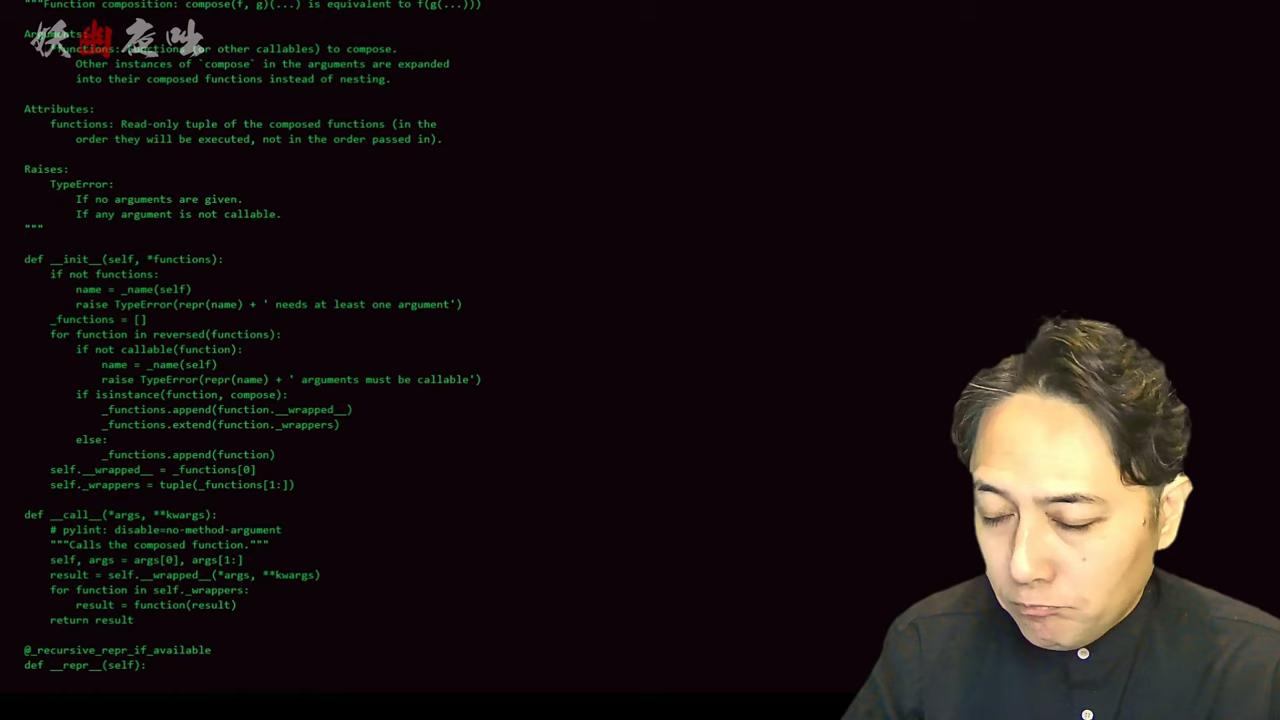 """Function composition: compose(f, g)(...) is equivalent to f(g(...)))
妖幽夜吣
Arguments:
functions: Functions (or other callables) to compose.
Other instances of `compose` in the arguments are expanded
into their composed functions instead of nesting.
Attributes:
functions: Read-only tuple of the composed functions (in the
order they will be executed, not in the order passed in).
Raises:
TypeError:
If no arguments are given.
If any argument is not callable.
"""
def __init__(self, *functions):
if not functions:
name = _name(self)
raise TypeError(repr(name) + ' needs at least one argument')
_functions = []
for function in reversed(functions):
if not callable(function):
name = _name(self)
raise TypeError(repr(name) + ' arguments must be callable')
if isinstance(function, compose):
_functions.append(function.__wrapped__)
_functions.extend(function._wrappers)
else:
_functions.append(function)
self.__wrapped__ = _functions[0]
self._wrappers = tuple(_functions[1:])
def __call__(*args, **kwargs):
# pylint: disable=no-method-argument
"""Calls the composed function."""
self, args = args[0], args[1:]
result = self.__wrapped__(*args, **kwargs)
for function in self._wrappers:
result = function(result)
return result
@_recursive_repr_if_available
def __repr__(self):